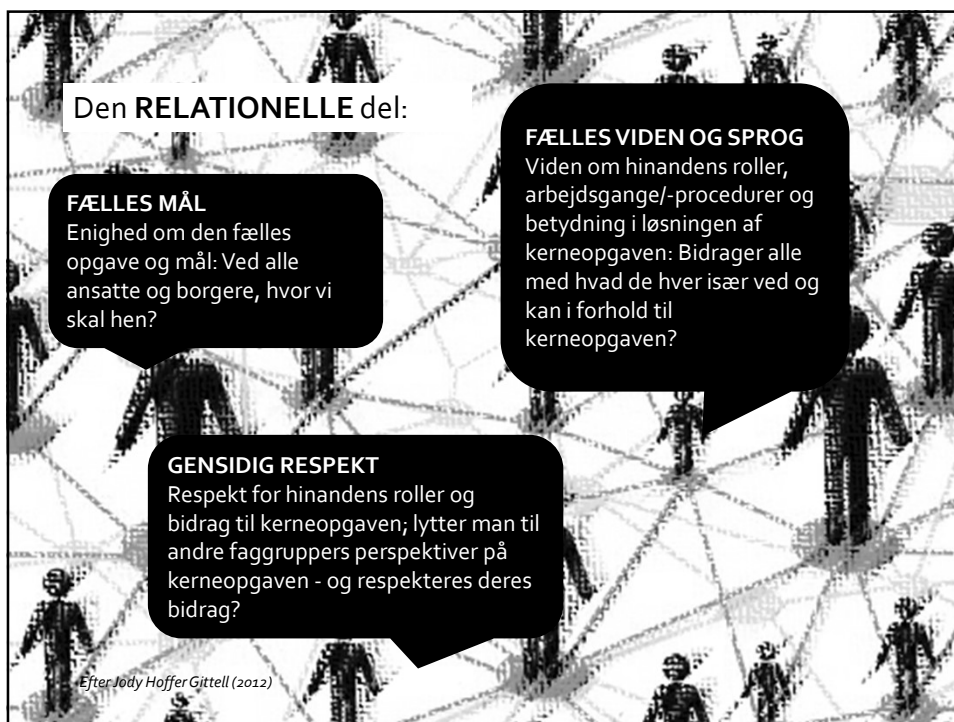 Den RELATIONELLE del:
FÆLLES MÅL
Enighed om den fælles
opgave og mål: Ved alle
ansatte og borgere, hvor vi
skal hen?
FÆLLES VIDEN OG SPROG
Viden om hinandens roller,
arbejdsgange/-procedurer og
betydning i løsningen af
kerneopgaven: Bidrager alle
med hvad de hver især ved og
kan i forhold til
kerneopgaven?
GENSIDIG RESPEKT
Respekt for hinandens roller og
bidrag til kerneopgaven; lytter man til
andre faggruppers perspektiver på
kerneopgaven - og respekteres deres
bidrag?
Efter Jody Hoffer Gittell (2012)